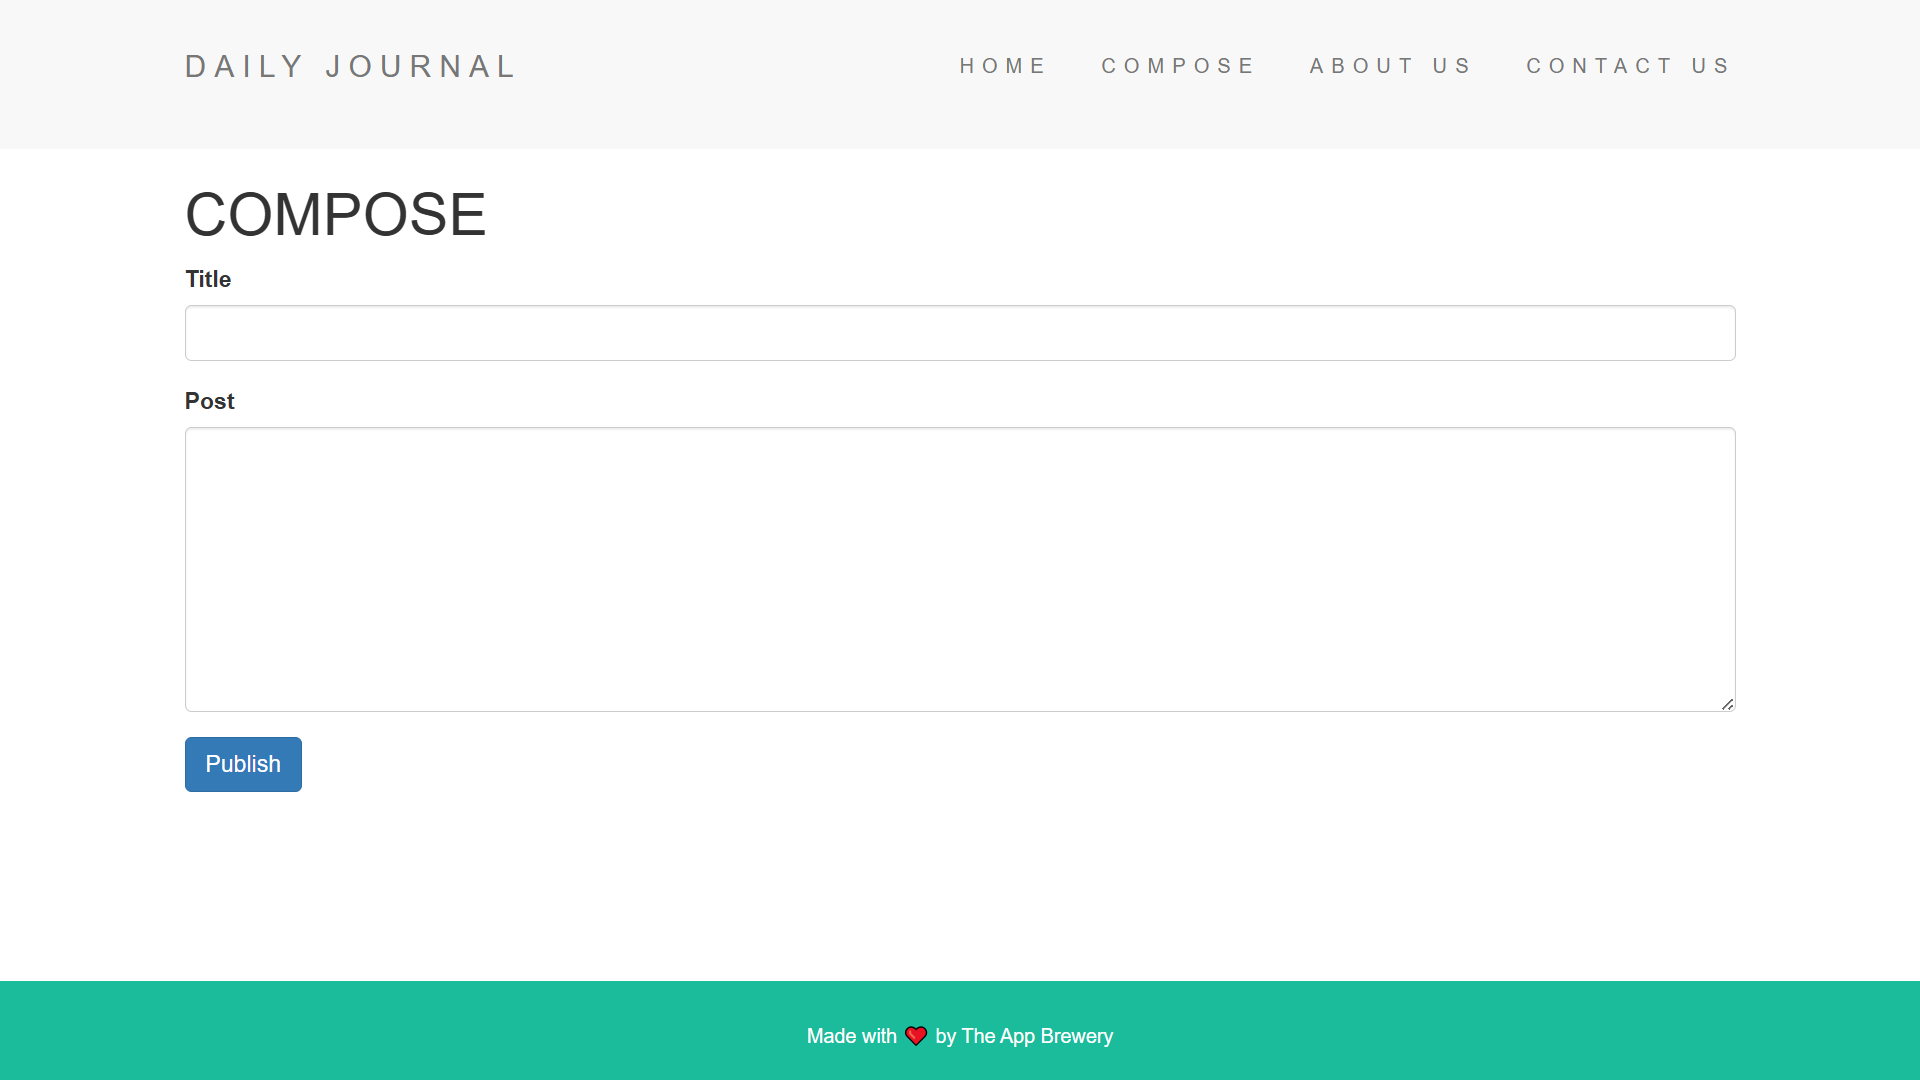 DAILY JOURNAL
HOME COMPOSE ABOUT US CONTACT US
COMPOSE
Title
Post
Publish
Made with ❤️ by The App Brewery